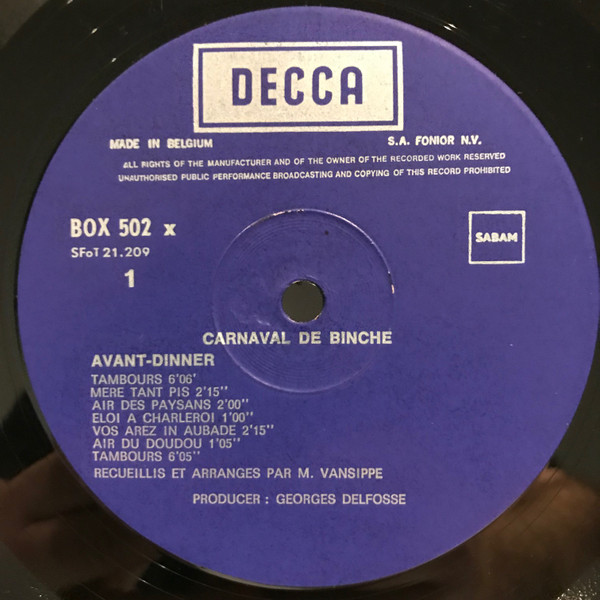 DECCA
MADE IN BELGIUM
S.A. FONIOR N.V.
ALL RIGHTS OF THE MANUFACTURER AND OF THE OWNER OF THE RECORDED WORK RESERVED
UNAUTHORISED PUBLIC PERFORMANCE BROADCASTING AND COPYING OF THIS RECORD PROHIBITED
BOX 502 x
SFoT 21.209
1
SABAM
CARNAVAL DE BINCHE
AVANT-DINNER
TAMBOURS 6'06'
MERE TANT PIS 2'15''
AIR DES PAYSANS 2'00''
ELOI A CHARLEROI 1'00''
VOS AREZ IN AUBADE 2'15''
AIR DU DOUDOU 1'05''
TAMBOURS 6'05''
RECUEILLIS ET ARRANGES PAR M. VANSIPPE
PRODUCER : GEORGES DELFOSSE